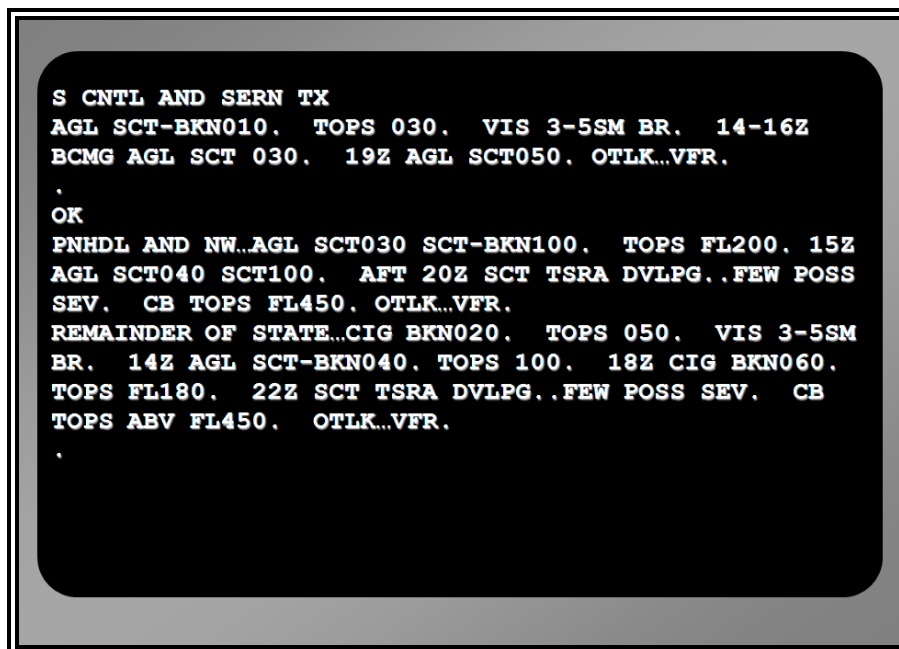 S CNTL AND SERN TX
AGL SCT-BKN010.  TOPS 030.  VIS 3-5SM BR.  14-16Z
BCMG AGL SCT 030.  19Z AGL SCT050. OTLK…VFR.
.
OK
PNHDL AND NW…AGL SCT030 SCT-BKN100.  TOPS FL200. 15Z
AGL SCT040 SCT100.  AFT 20Z SCT TSRA DVLPG..FEW POSS
SEV.  CB TOPS FL450. OTLK…VFR.
REMAINDER OF STATE…CIG BKN020.  TOPS 050.  VIS 3-5SM
BR.  14Z AGL SCT-BKN040. TOPS 100.  18Z CIG BKN060.
TOPS FL180.  22Z SCT TSRA DVLPG..FEW POSS SEV.  CB
TOPS ABV FL450.  OTLK…VFR.
.